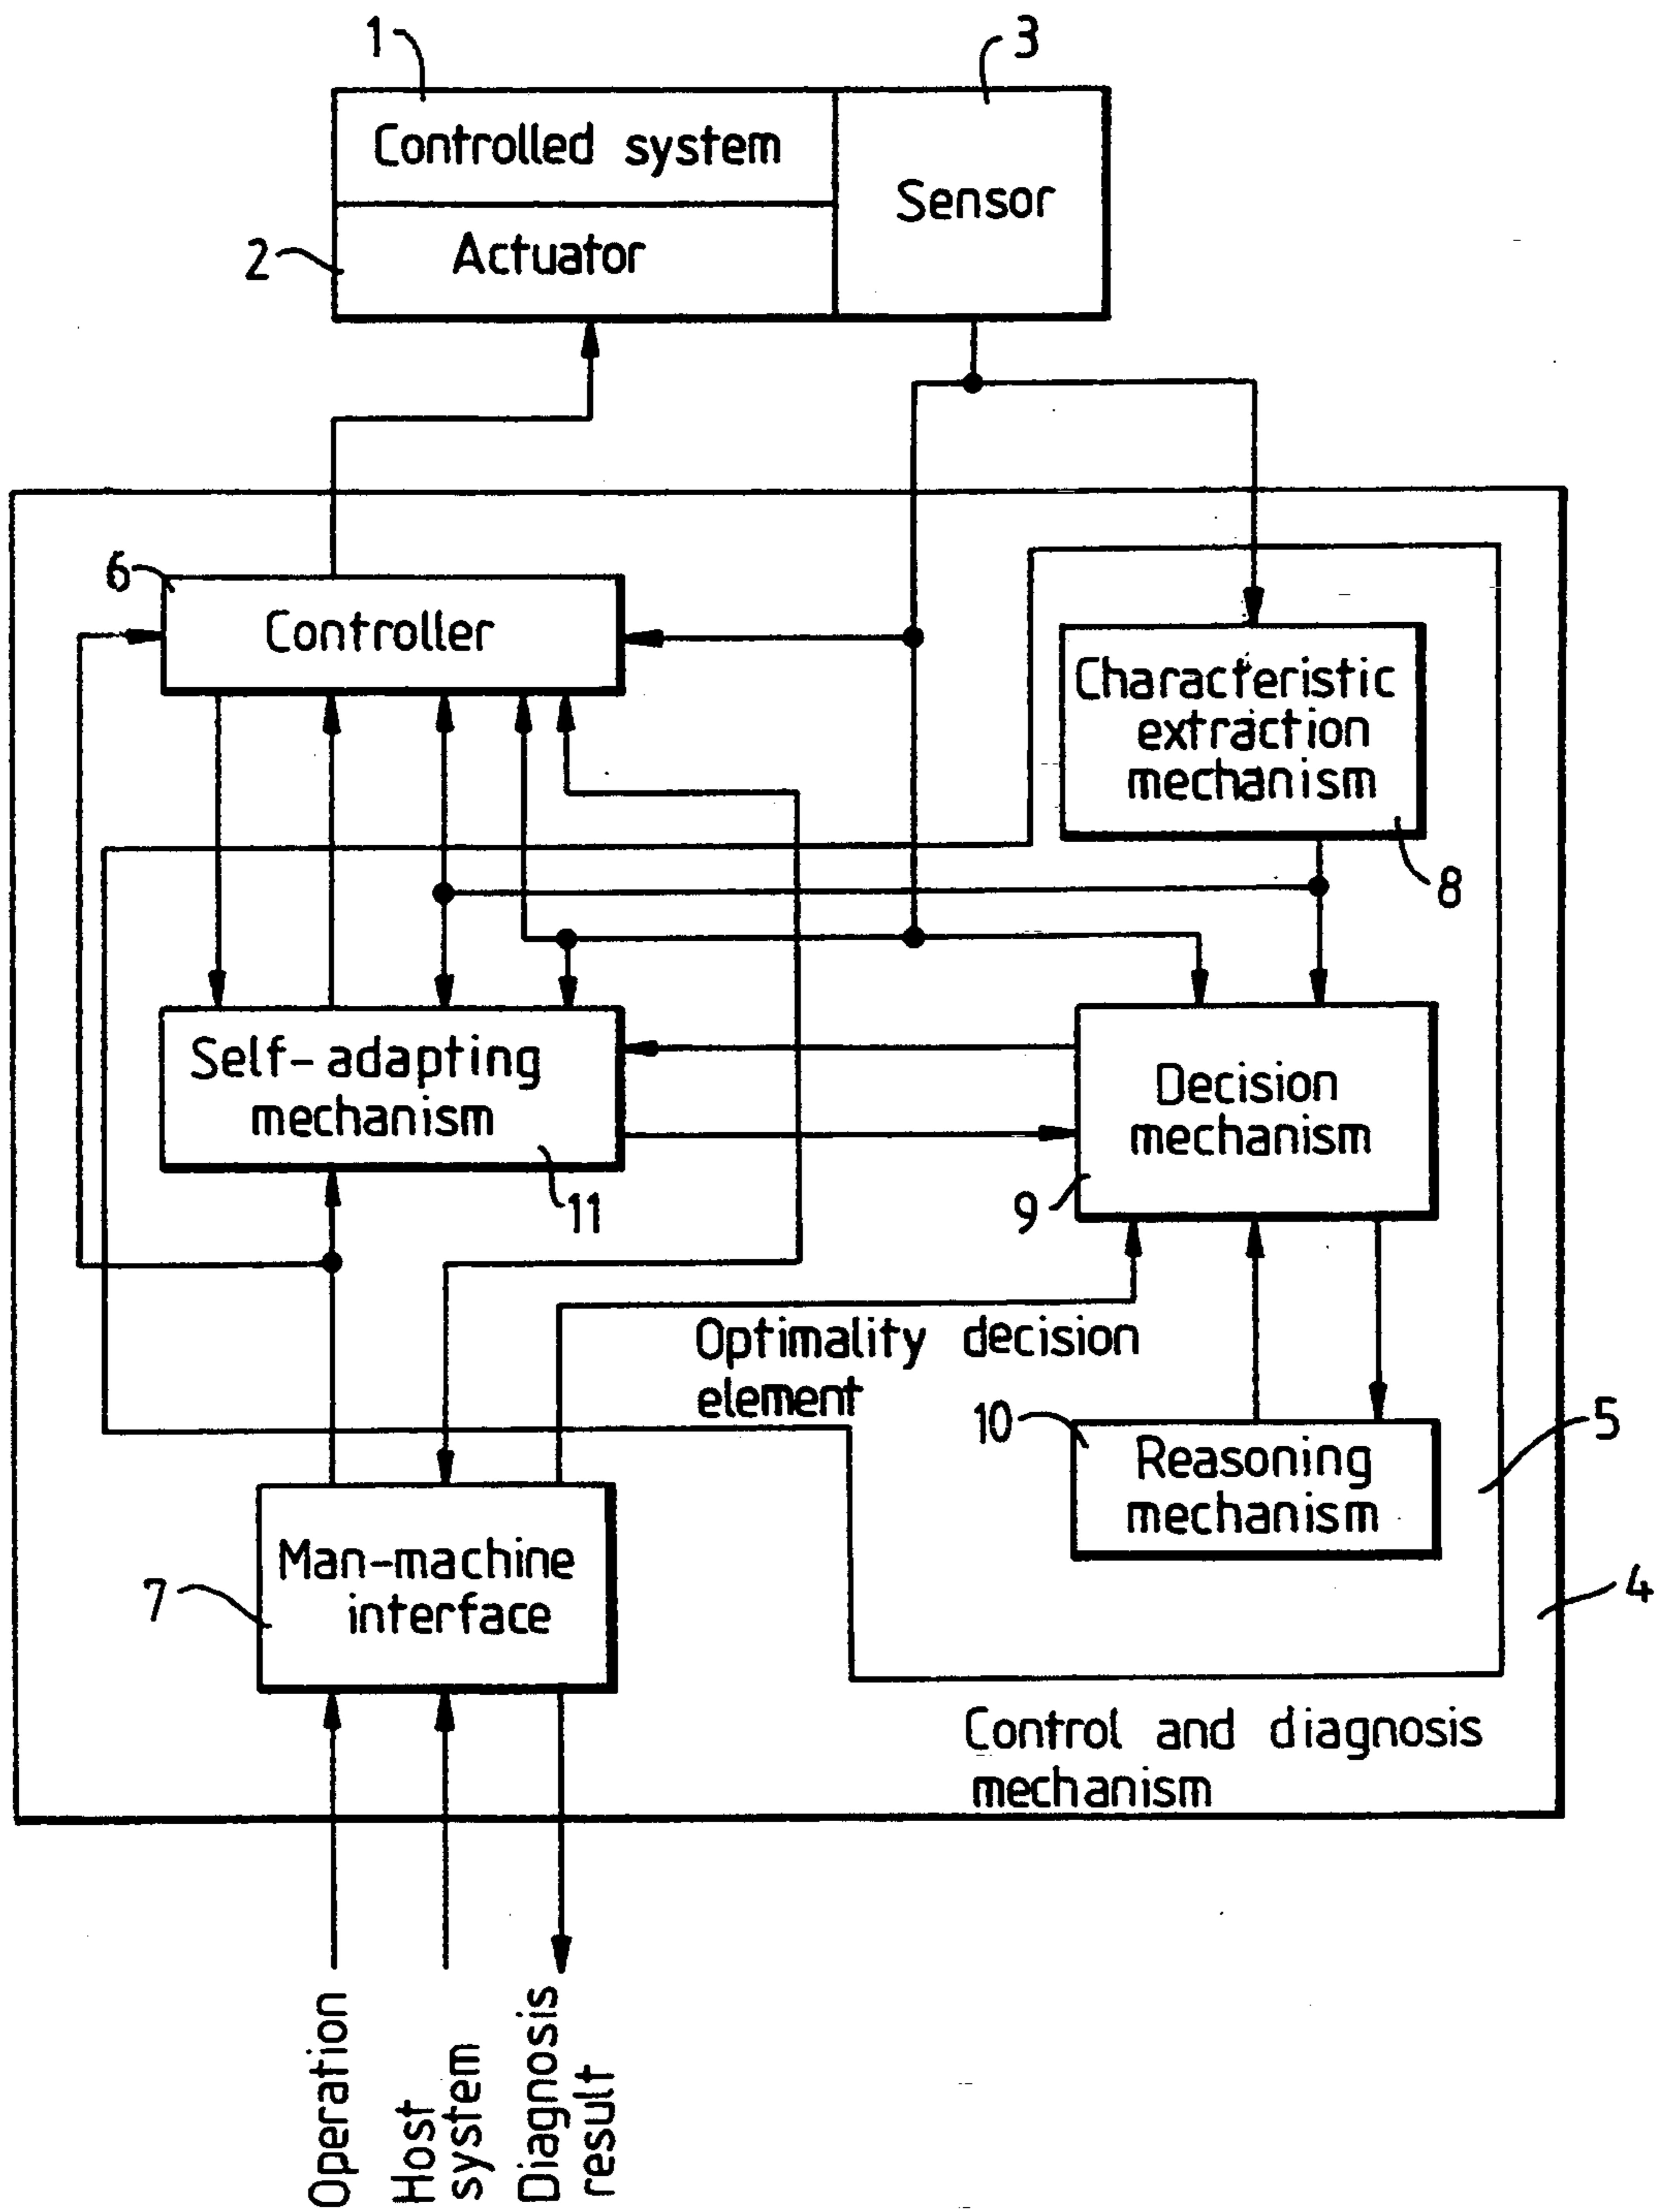 1
3
Controlled system
Sensor
2
Actuator
6
Controller
Characteristic
extraction
mechanism
8
Self-adapting
mechanism
11
Decision
mechanism
9
Optimality decision
element
10
Reasoning
mechanism
5
Man-machine
interface
7
4
Control and diagnosis
mechanism
Operation
Host
system
Diagnosis
result